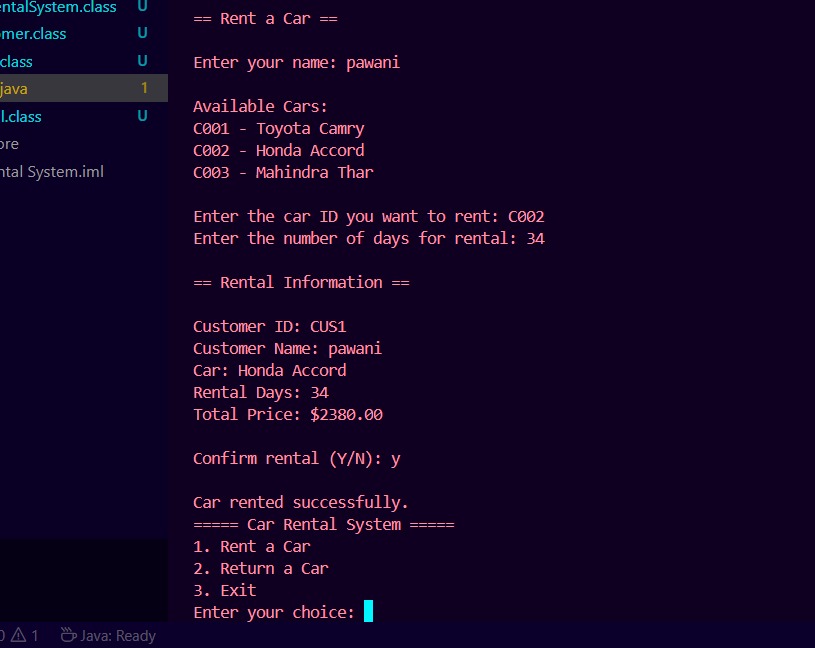 entalSystem.class U
omer.class U
class U
java 1
l.class U
ore
ntal System.iml
== Rent a Car ==
Enter your name: pawani
Available Cars:
C001 - Toyota Camry
C002 - Honda Accord
C003 - Mahindra Thar
Enter the car ID you want to rent: C002
Enter the number of days for rental: 34
== Rental Information ==
Customer ID: CUS1
Customer Name: pawani
Car: Honda Accord
Rental Days: 34
Total Price: $2380.00
Confirm rental (Y/N): y
Car rented successfully.
===== Car Rental System =====
1. Rent a Car
2. Return a Car
3. Exit
Enter your choice:
0 1 Java: Ready